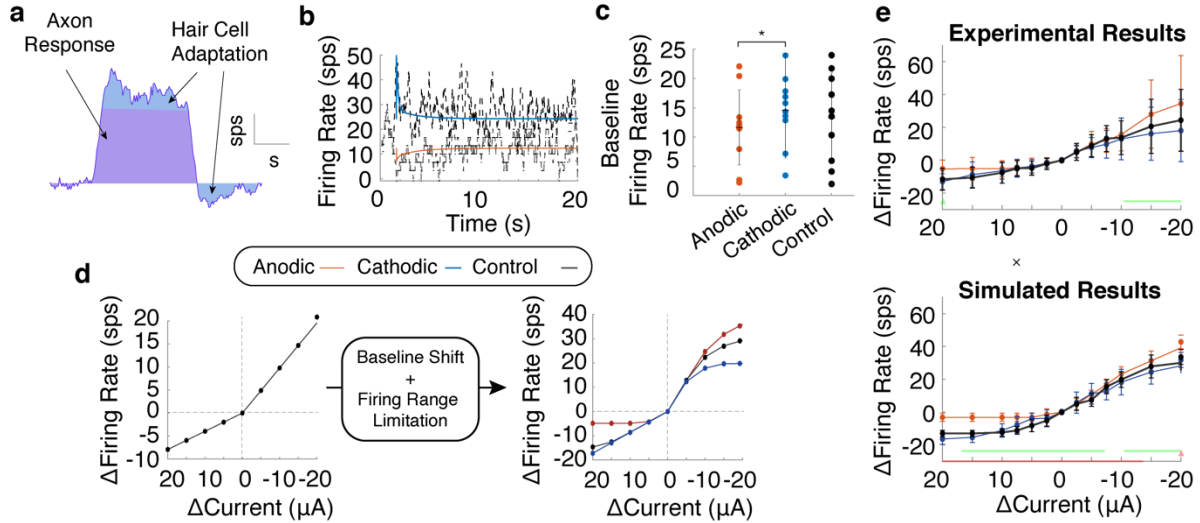 a
Axon
Response
Hair Cell
Adaptation
sps
s
b
Firing Rate (sps)
50
40
30
20
10
0
0
10
20
Time (s)
c
Baseline
Firing Rate (sps)
25
20
15
10
5
0
*
Anodic
Cathodic
Control
Anodic
Cathodic
Control
d
ΔFiring Rate (sps)
20
15
10
5
0
-5
-10
20
10
0
-10
-20
ΔCurrent (µA)
Baseline Shift
+
Firing Range
Limitation
ΔFiring Rate (sps)
40
30
20
10
0
-10
-20
20
10
0
-10
-20
ΔCurrent (µA)
e
Experimental Results
ΔFiring Rate (sps)
60
40
20
0
-20
20
10
0
-10
-20
×
Simulated Results
ΔFiring Rate (sps)
60
40
20
0
-20
20
10
0
-10
-20
ΔCurrent (µA)